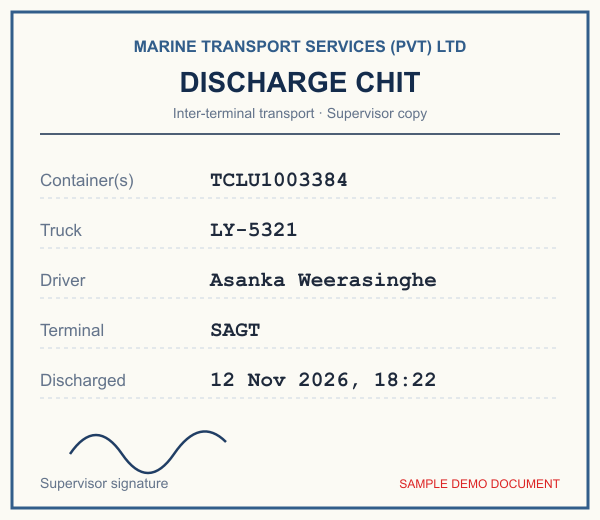 MARINE TRANSPORT SERVICES (PVT) LTD
DISCHARGE CHIT
Inter-terminal transport · Supervisor copy
Container(s) TCLU1003384
Truck LY-5321
Driver Asanka Weerasinghe
Terminal SAGT
Discharged 12 Nov 2026, 18:22
Supervisor signature SAMPLE DEMO DOCUMENT